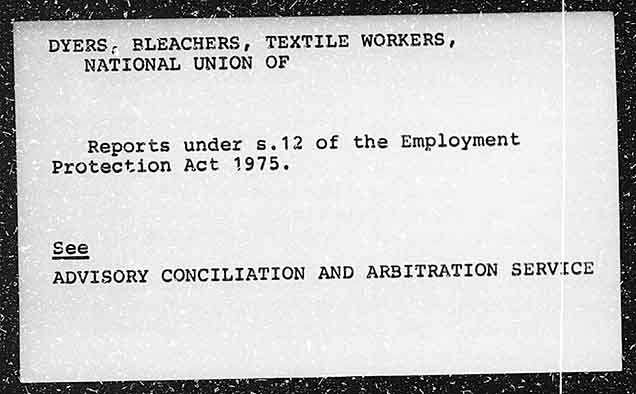 DYERS, BLEACHERS, TEXTILE WORKERS,
NATIONAL UNION OF
Reports under s.12 of the Employment
Protection Act 1975.
See
ADVISORY CONCILIATION AND ARBITRATION SERVICE